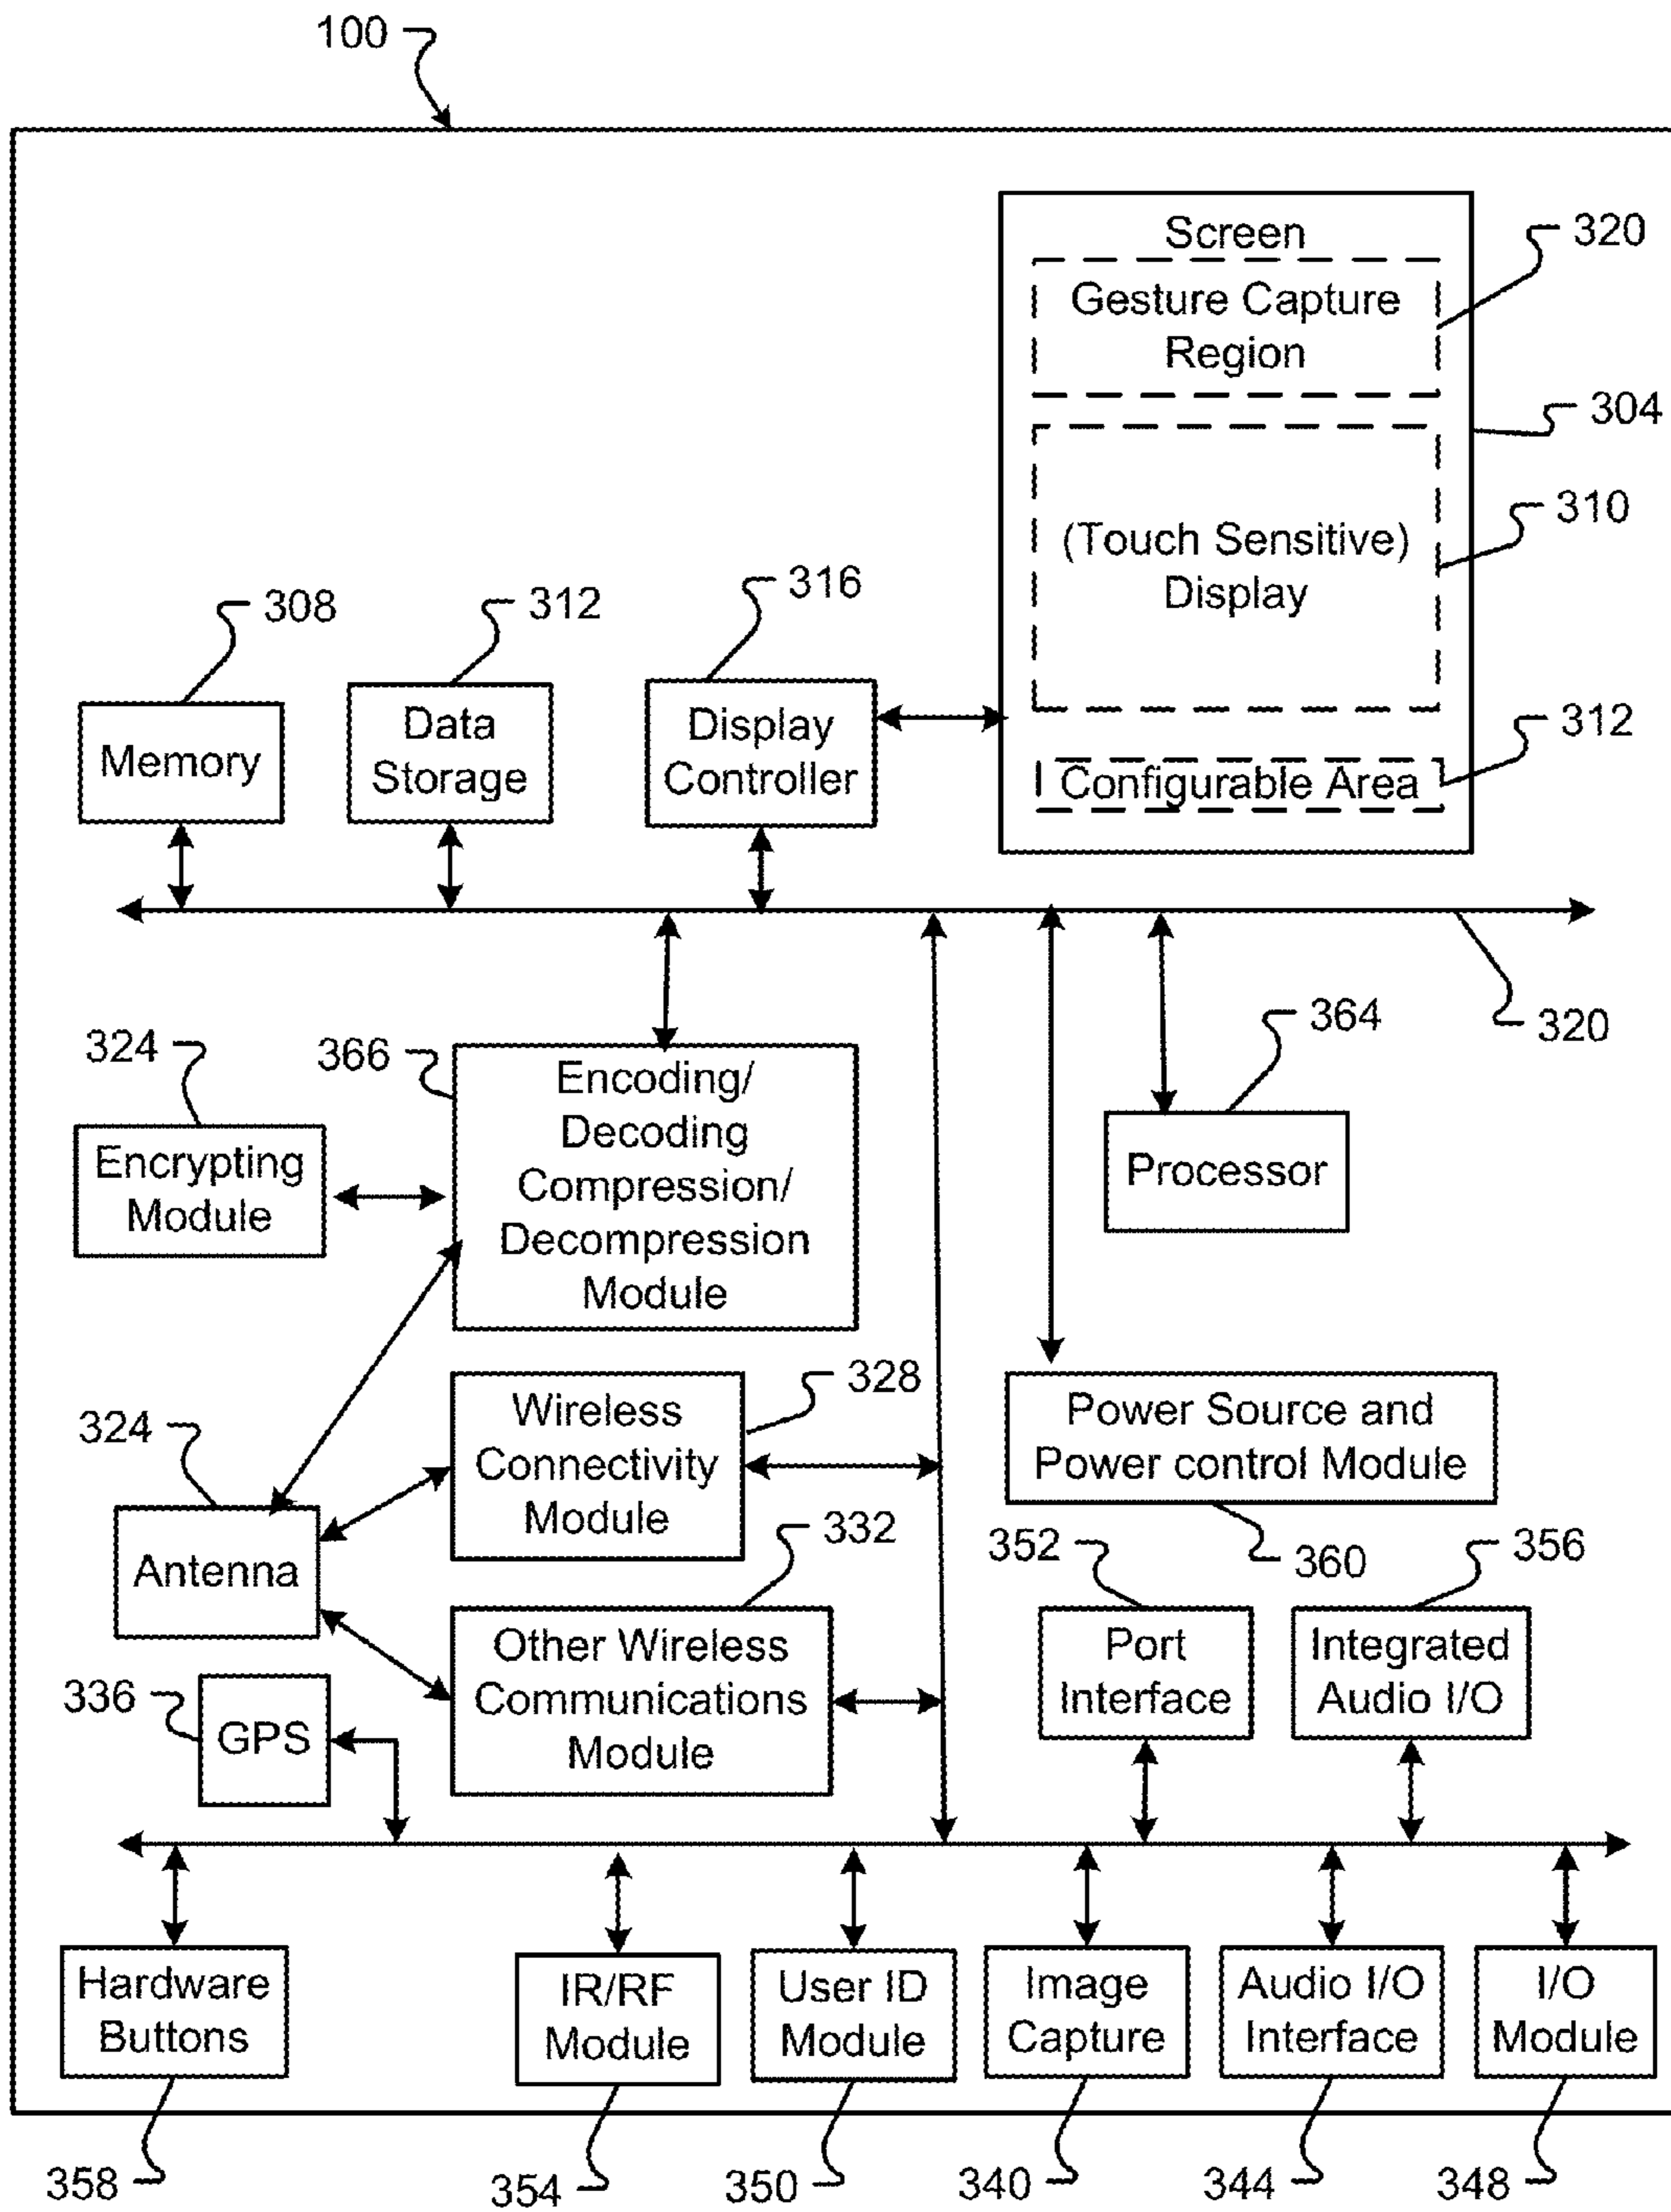 100
Screen
320
Gesture Capture
Region
304
310
(Touch Sensitive)
Display
316
312
308
Memory
Data
Storage
Display
Controller
312
Configurable Area
320
364
324
366
Encoding/
Decoding
Compression/
Decompression
Module
Encrypting
Module
Processor
328
324
Wireless
Connectivity
Module
Power Source and
Power control Module
332
352
360
356
Antenna
Other Wireless
Communications
Module
Port
Interface
Integrated
Audio I/O
336
GPS
Hardware
Buttons
IR/RF
Module
User ID
Module
Image
Capture
Audio I/O
Interface
I/O
Module
358
354
350
340
344
348